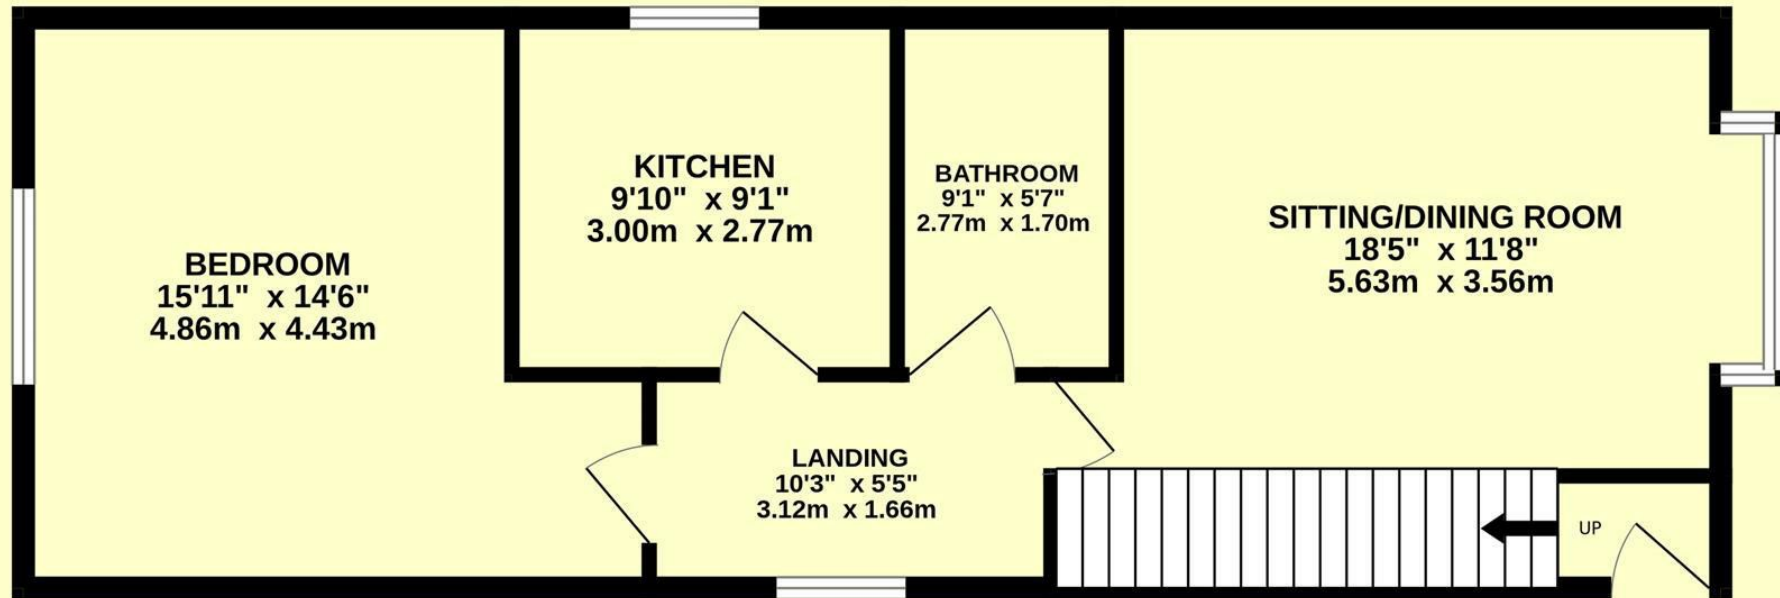 BEDROOM
15'11" x 14'6"
4.86m x 4.43m
KITCHEN
9'10" x 9'1"
3.00m x 2.77m
BATHROOM
9'1" x 5'7"
2.77m x 1.70m
SITTING/DINING ROOM
18'5" x 11'8"
5.63m x 3.56m
LANDING
10'3" x 5'5"
3.12m x 1.66m
UP